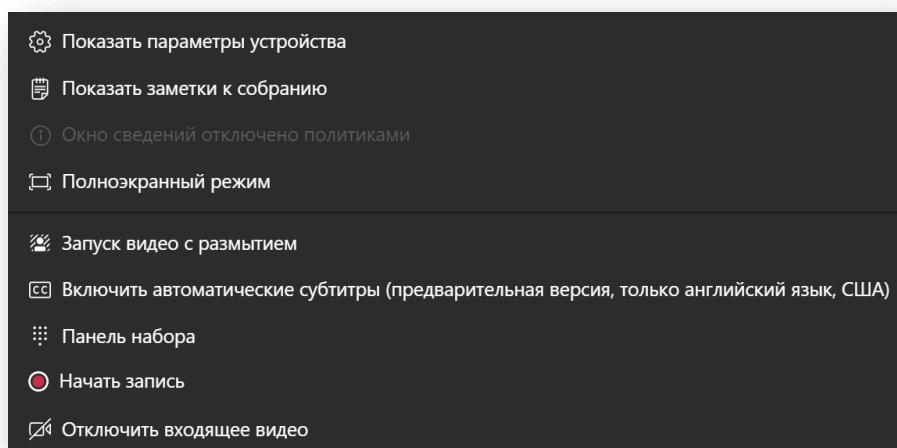 Показать параметры устройства
Показать заметки к собранию
Окно сведений отключено политиками
Полноэкранный режим
Запуск видео с размытием
CC Включить автоматические субтитры (предварительная версия, только английский язык, США)
Панель набора
Начать запись
Отключить входящее видео